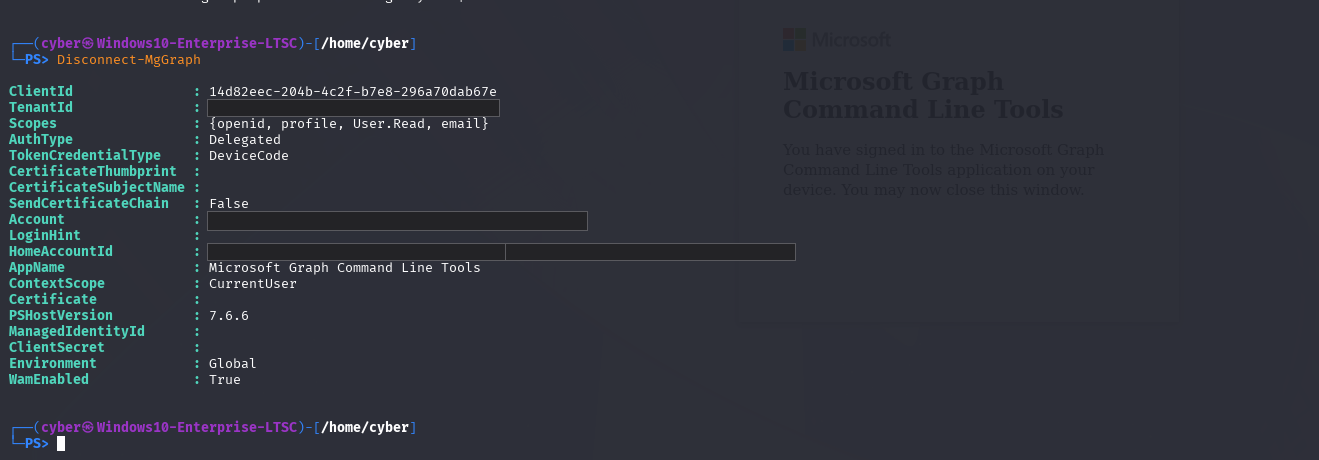 ┌──(cyber㉿Windows10-Enterprise-LTSC)-[/home/cyber]
└─PS> Disconnect-MgGraph
ClientId : 14d82eec-204b-4c2f-b7e8-296a70dab67e
TenantId :
Scopes : {openid, profile, User.Read, email}
AuthType : Delegated
TokenCredentialType : DeviceCode
CertificateThumbprint :
CertificateSubjectName :
SendCertificateChain : False
Account :
LoginHint :
HomeAccountId :
AppName : Microsoft Graph Command Line Tools
ContextScope : CurrentUser
Certificate :
PSHostVersion : 7.6.6
ManagedIdentityId :
ClientSecret :
Environment : Global
WamEnabled : True
┌──(cyber㉿Windows10-Enterprise-LTSC)-[/home/cyber]
└─PS>
Microsoft
Microsoft Graph
Command Line Tools
You have signed in to the Microsoft Graph
Command Line Tools application on your
device. You may now close this window.